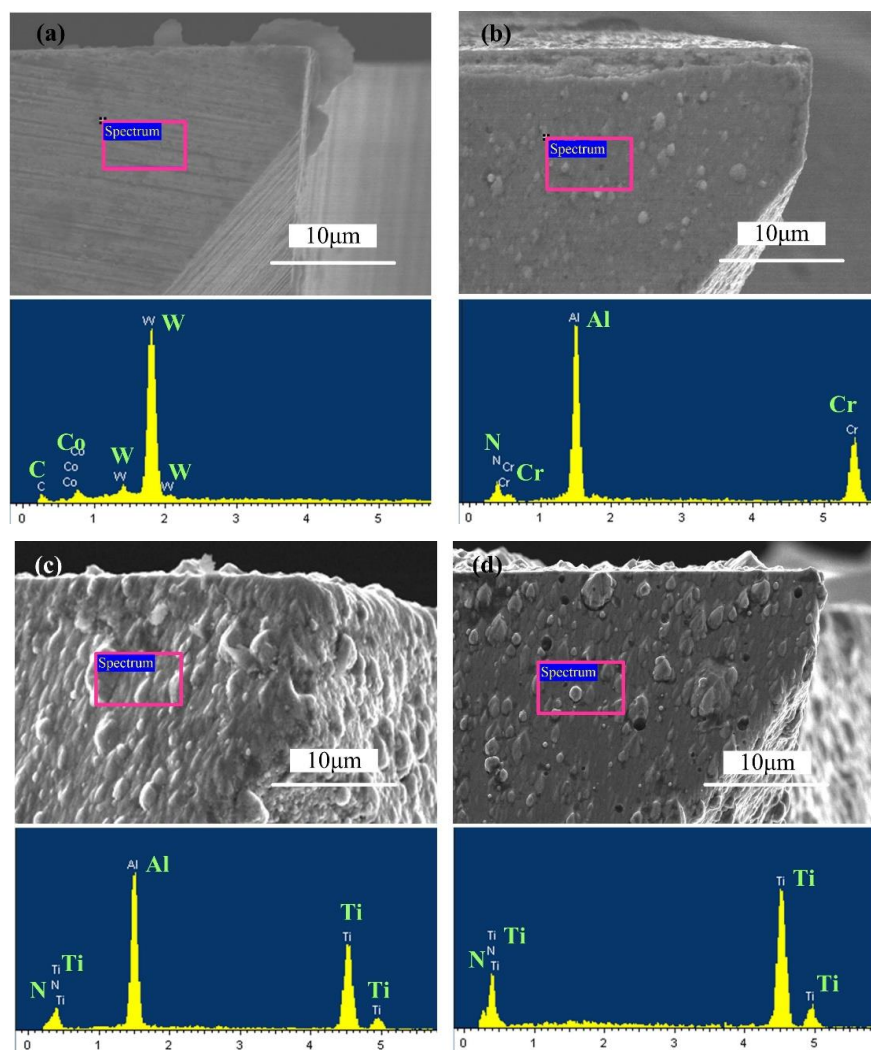 (a)
Spectrum
10μm
(b)
Spectrum
10μm
W
W
Co
Co
Co
Co
C
C
W
W
W
W
0 1 2 3 4 5
Al
Al
Cr
Cr
N
N
Cr
Cr
Cr
0 1 2 3 4 5
(c)
Spectrum
10μm
(d)
Spectrum
10μm
Al
Al
Ti
Ti
Ti
Ti
N
N
Ti
Ti
Ti
0 1 2 3 4 5
Ti
Ti
Ti
Ti
N
N
Ti
Ti
Ti
0 1 2 3 4 5